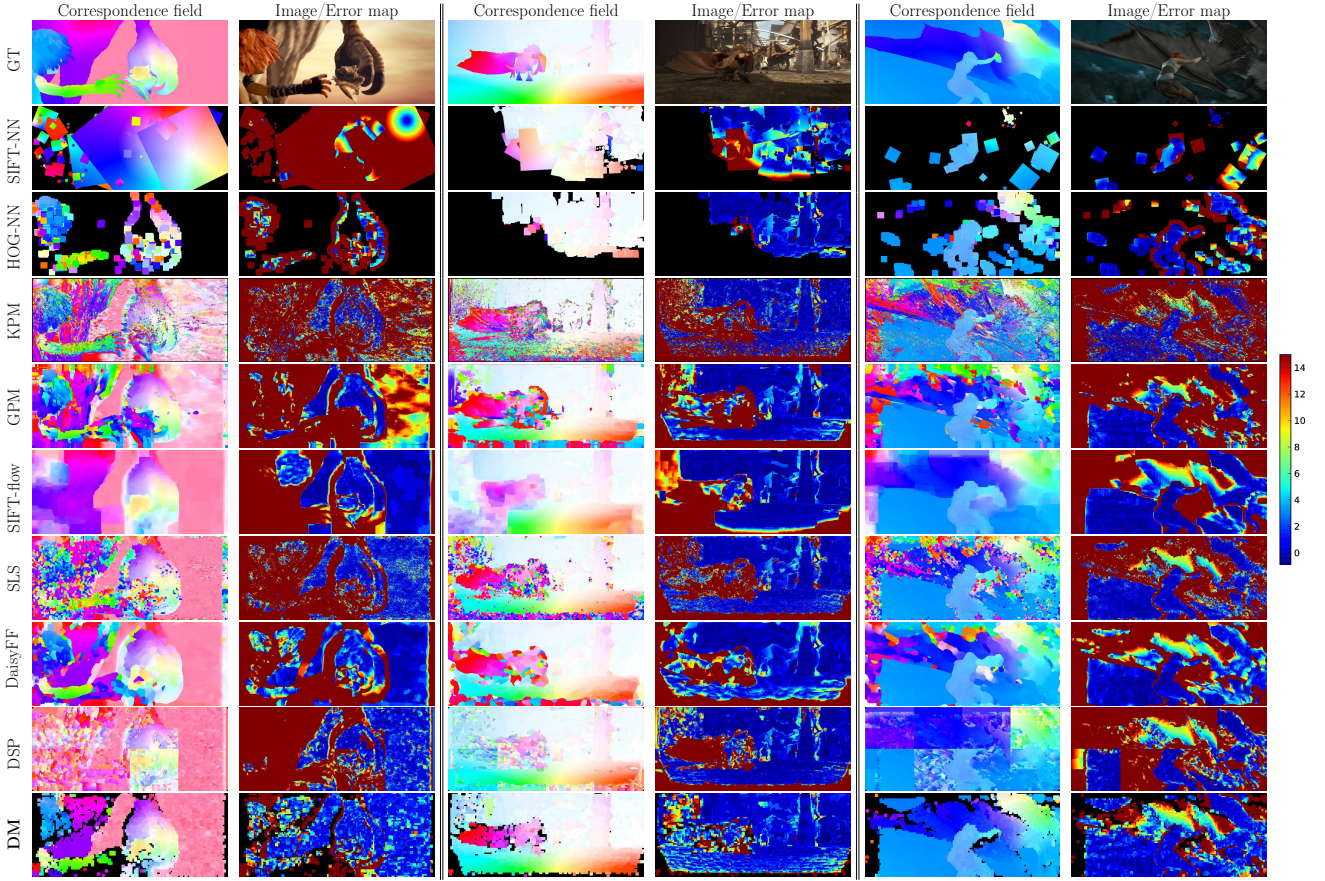 Correspondence field Image/Error map Correspondence field Image/Error map Correspondence field Image/Error map
GT
SIFT-NN
HOG-NN
KPM
GPM
SIFT-flow
SLS
DaisyFF
DSP
DM
14
12
10
8
6
4
2
0